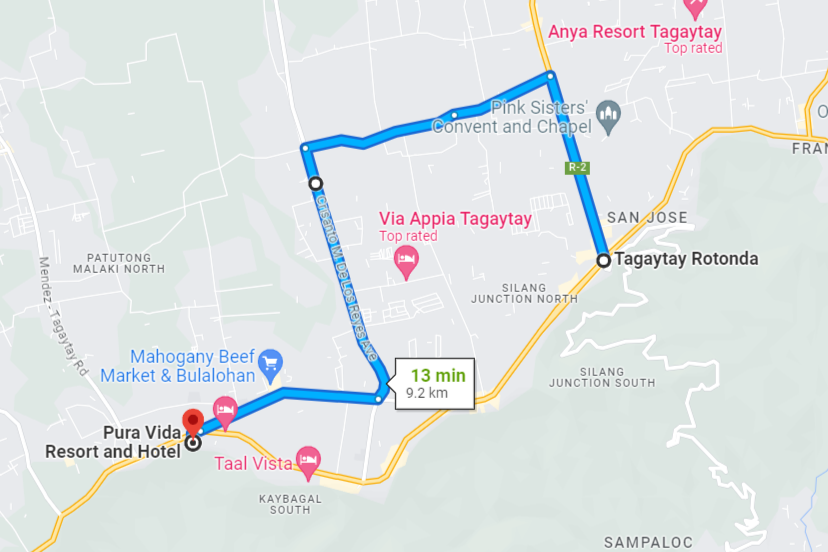 Anya Resort Tagaytay
Top rated
Pink Sisters'
Convent and Chapel
O
FRAN
R-2
SAN JOSE
Via Appia Tagaytay
Top rated
Crisanto M. De Los Reyes Ave
Tagaytay Rotonda
PATUTONG
MALAKI NORTH
Mendez - Tagaytay Rd
SILANG
JUNCTION NORTH
Mahogany Beef
Market & Bulalohan
13 min
9.2 km
SILANG
JUNCTION SOUTH
Pura Vida
Resort and Hotel
Taal Vista
KAYBAGAL
SOUTH
SAMPALOC